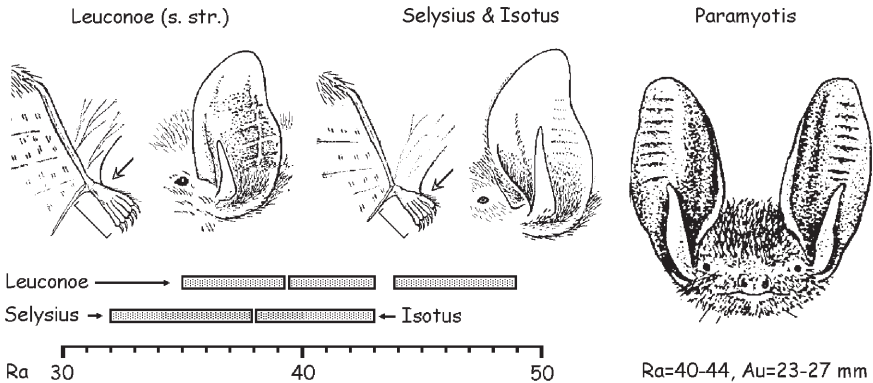 Leuconoe (s. str.)
Selysius & Isotus
Paramyotis
Leuconoe
Selysius
Isotus
Ra 30 40 50
Ra=40-44, Au=23-27 mm